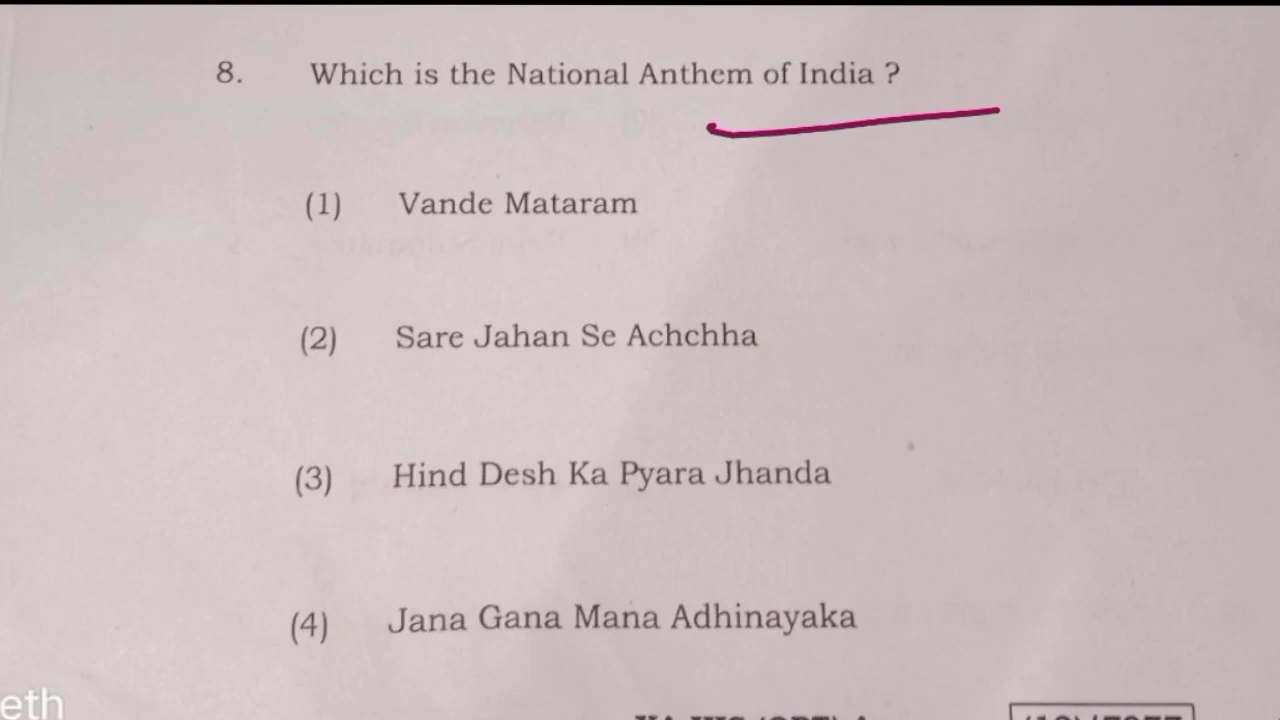 8. Which is the National Anthem of India ?
(1) Vande Mataram
(2) Sare Jahan Se Achchha
(3) Hind Desh Ka Pyara Jhanda
(4) Jana Gana Mana Adhinayaka
eth